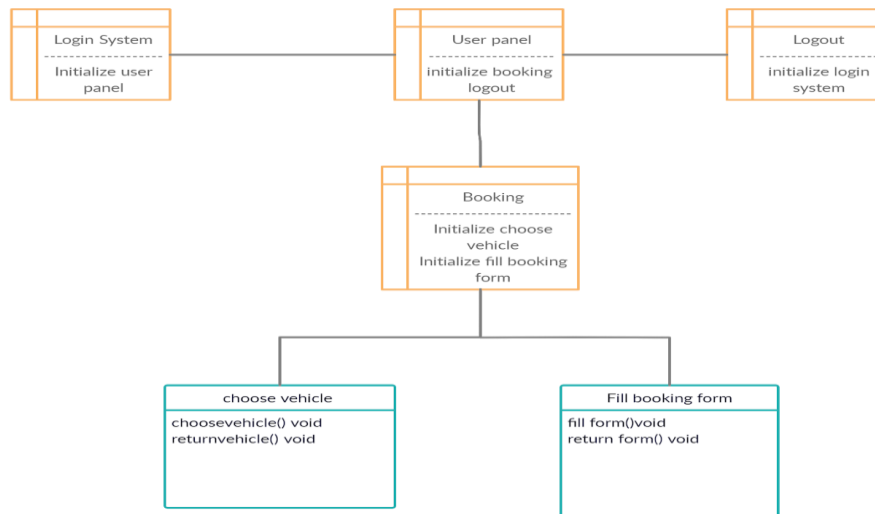 Login System
Initialize user
panel
User panel
initialize booking
logout
Logout
initialize login
system
Booking
Initialize choose
vehicle
Initialize fill booking
form
choose vehicle
choosevehicle() void
returnvehicle() void
Fill booking form
fill form()void
return form() void